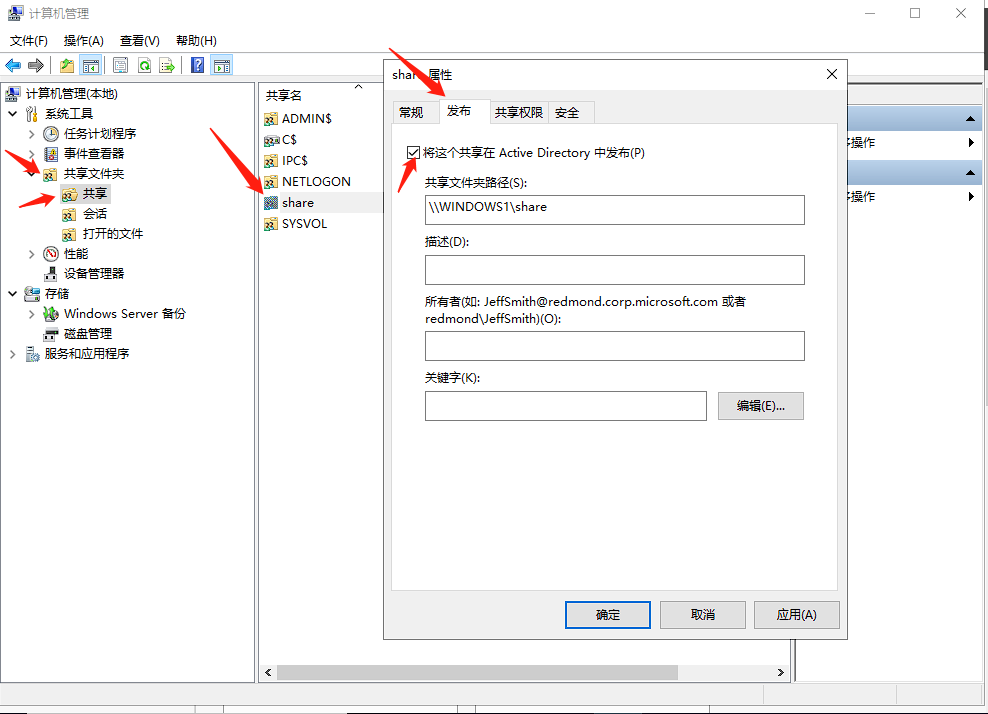 计算机管理
文件(F) 操作(A) 查看(V) 帮助(H)
计算机管理(本地)
系统工具
任务计划程序
事件查看器
共享文件夹
共享
会话
打开的文件
性能
设备管理器
存储
Windows Server 备份
磁盘管理
服务和应用程序
共享名
ADMIN$
C$
IPC$
NETLOGON
share
SYSVOL
属性
常规 发布 共享权限 安全
将这个共享在 Active Directory 中发布(P)
共享文件夹路径(S):
\\WINDOWS1\share
描述(D):
所有者(如: JeffSmith@redmond.corp.microsoft.com 或者
redmond\JeffSmith)(O):
关键字(K):
编辑(E)...
确定 取消 应用(A)
操作
操作